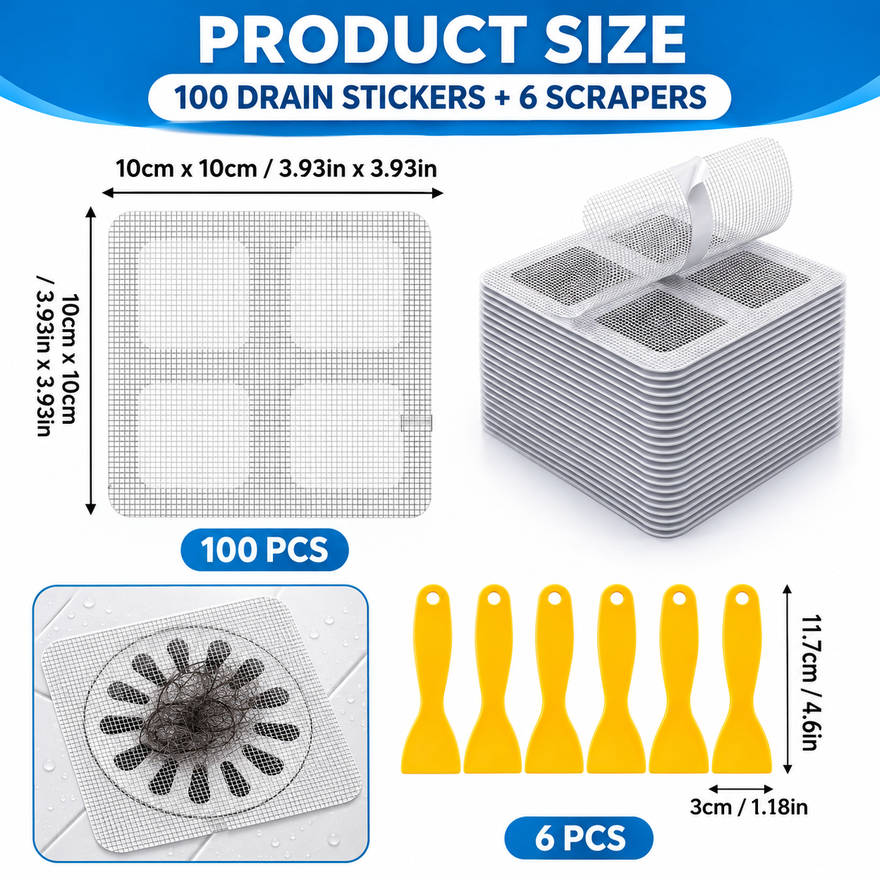 PRODUCT SIZE
100 DRAIN STICKERS + 6 SCRAPERS
10cm x 10cm / 3.93in x 3.93in
10cm x 10cm
/ 3.93in x 3.93in
100 PCS
11.7cm / 4.6in
3cm / 1.18in
6 PCS